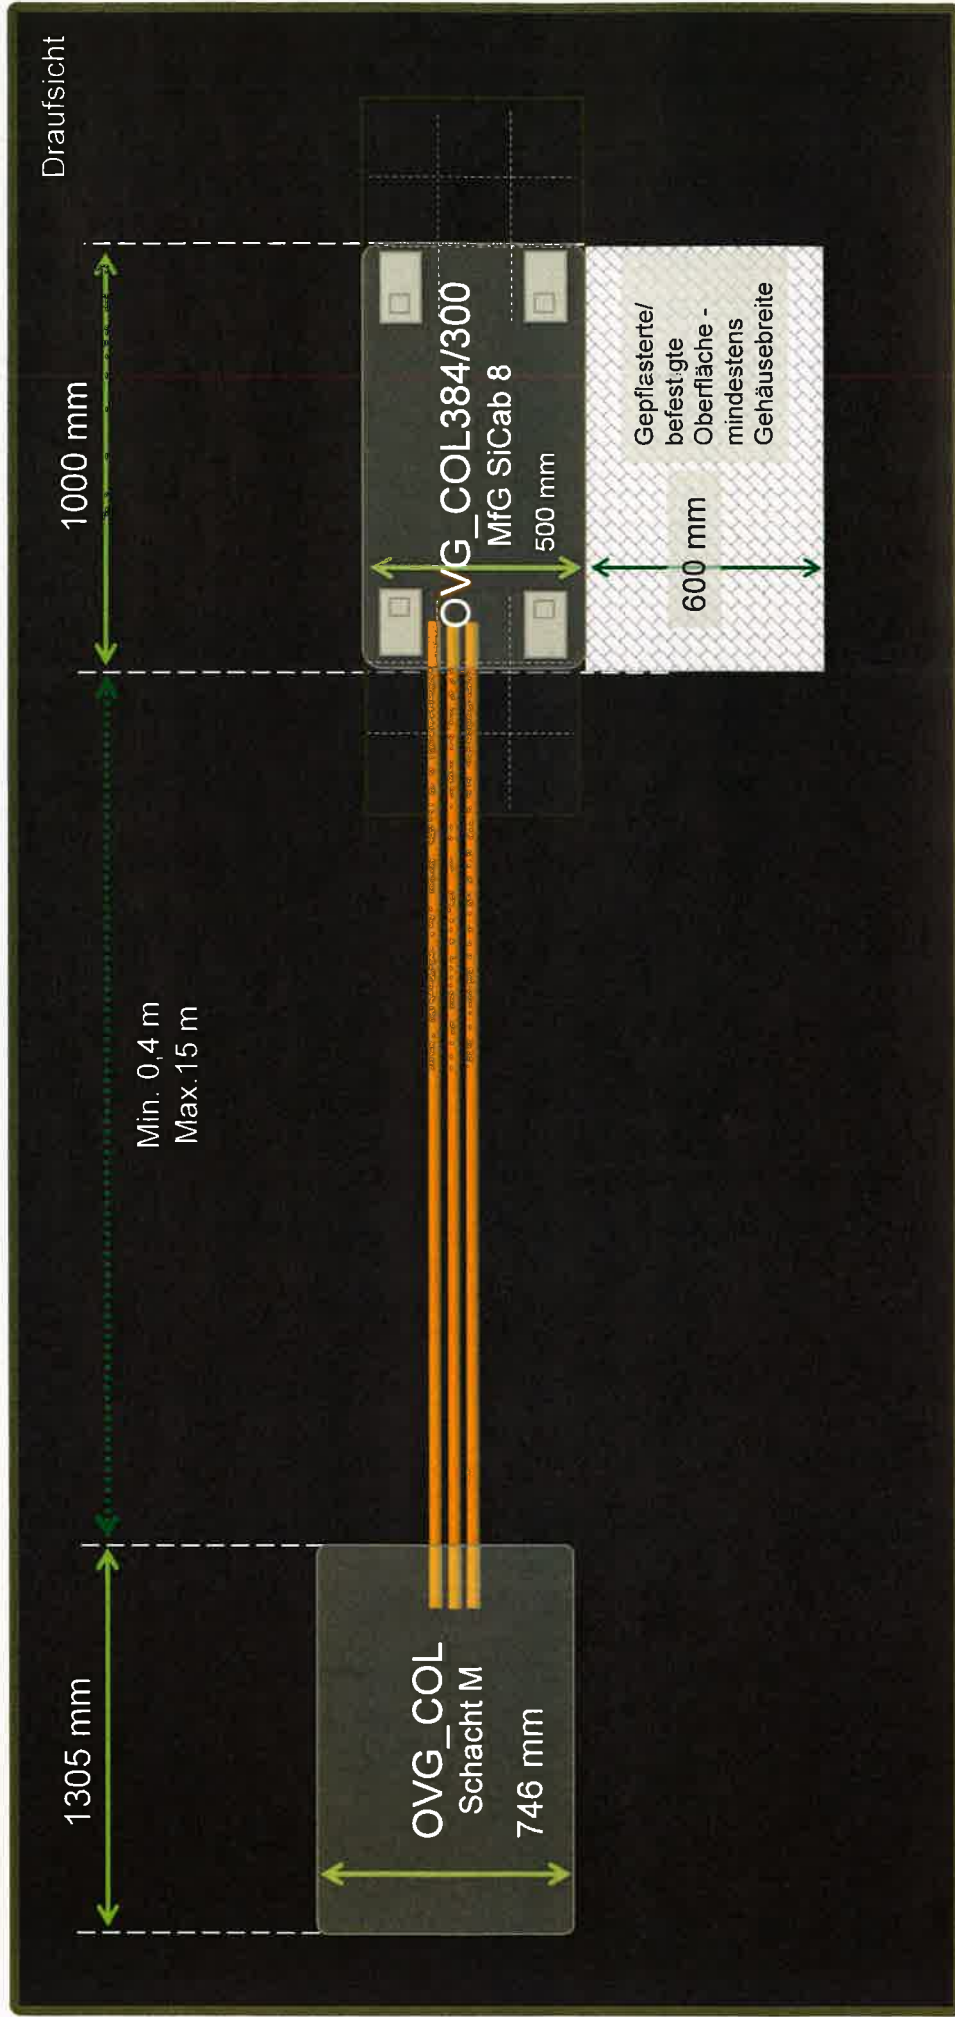 Draufsicht
1305 mm
Min. 0,4 m
Max.15 m
1000 mm
OVG_COL
Schacht M
746 mm
OVG_COL384/300
MfG SiCab 8
500 mm
600 mm
Gepflasterte/
befestigte
Oberfläche -
mindestens
Gehäusebreite